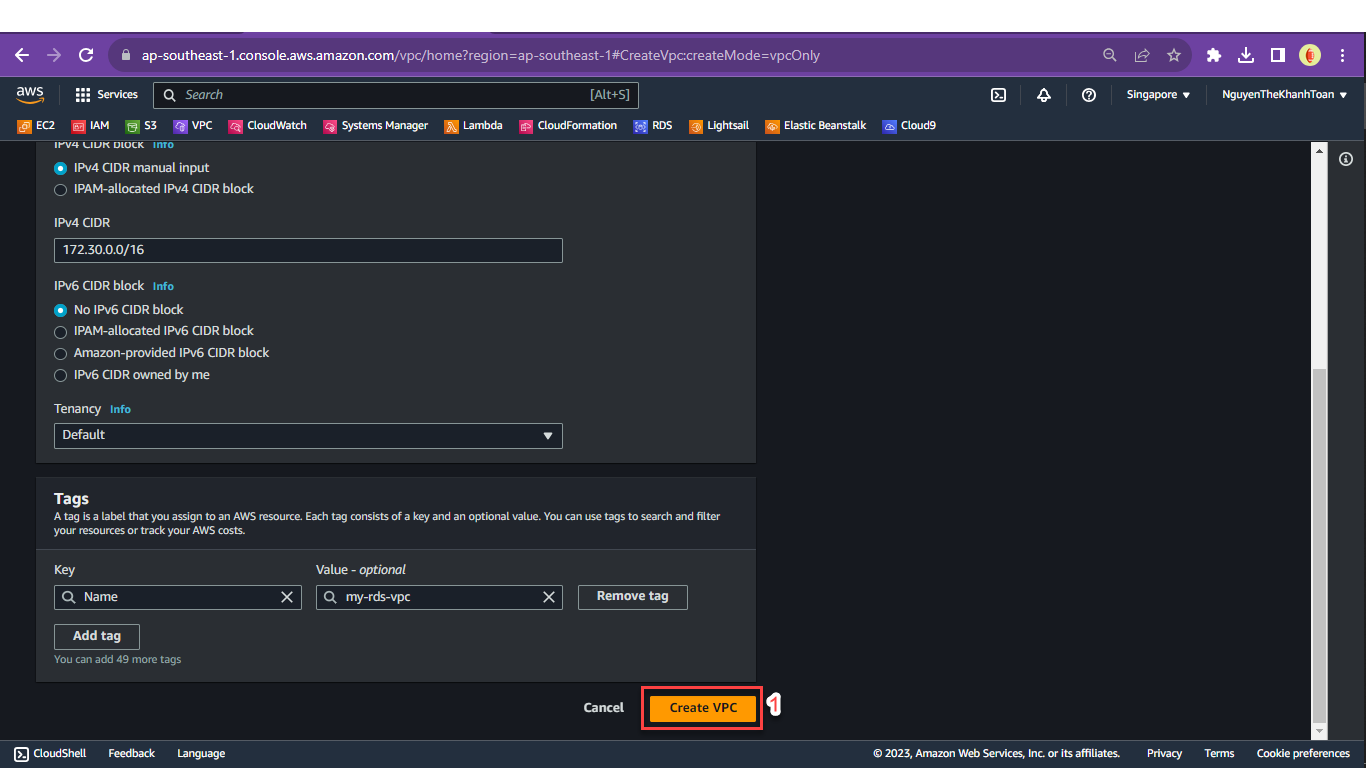 ap-southeast-1.console.aws.amazon.com/vpc/home?region=ap-southeast-1#CreateVpc:createMode=vpcOnly
aws Services Search [Alt+S] Singapore NguyenTheKhanhToan
EC2 IAM S3 VPC CloudWatch Systems Manager Lambda CloudFormation RDS Lightsail Elastic Beanstalk Cloud9
IPv4 CIDR block Info
IPv4 CIDR manual input
IPAM-allocated IPv4 CIDR block
IPv4 CIDR
172.30.0.0/16
IPv6 CIDR block Info
No IPv6 CIDR block
IPAM-allocated IPv6 CIDR block
Amazon-provided IPv6 CIDR block
IPv6 CIDR owned by me
Tenancy Info
Default
Tags
A tag is a label that you assign to an AWS resource. Each tag consists of a key and an optional value. You can use tags to search and filter
your resources or track your AWS costs.
Key Value - optional
Name my-rds-vpc Remove tag
Add tag
You can add 49 more tags
Cancel Create VPC 1
CloudShell Feedback Language © 2023, Amazon Web Services, Inc. or its affiliates. Privacy Terms Cookie preferences